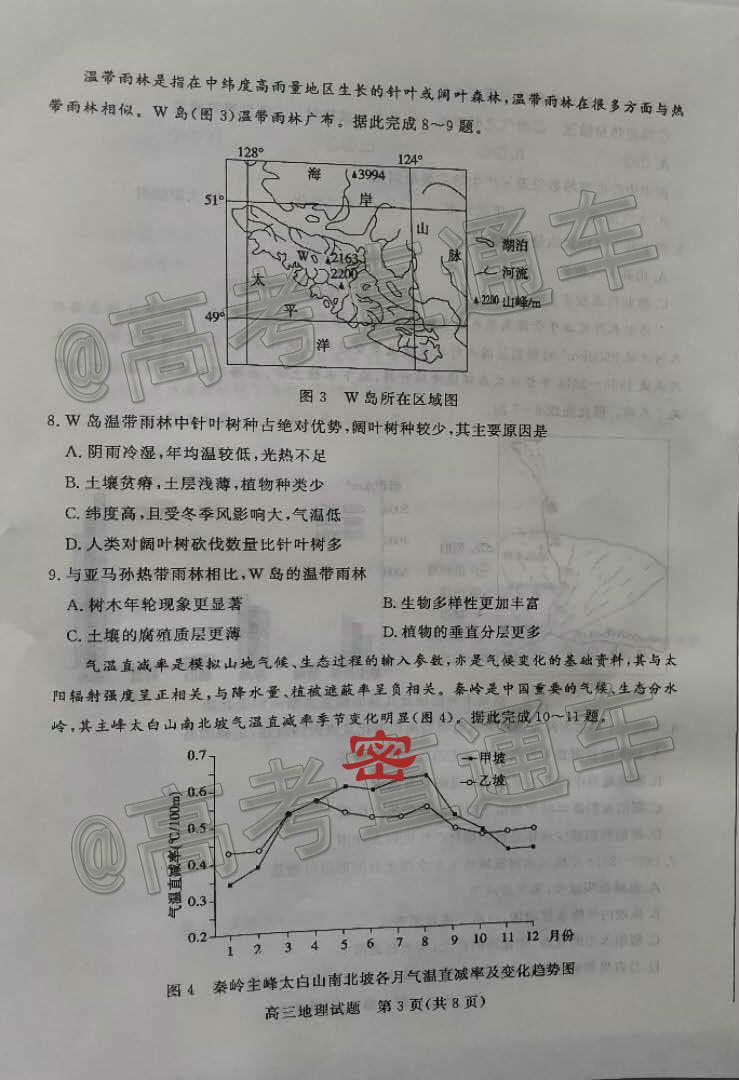 温带雨林是指在中纬度高雨量地区生长的针叶或阔叶森林,温带雨林在很多方面与热
带雨林相似。W岛(图3)温带雨林广布。据此完成8～9题。
128° 124°
海 ▲3994
51° 岸
山
脉
W ▲2163
2200
▲
太
平
49°
洋
湖泊
河流
▲2200 山峰/m
图3 W岛所在区域图
8. W岛温带雨林中针叶树种占绝对优势,阔叶树种较少,其主要原因是
A. 阴雨冷湿,年均温较低,光热不足
B. 土壤贫瘠,土层浅薄,植物种类少
C. 纬度高,且受冬季风影响大,气温低
D. 人类对阔叶树砍伐数量比针叶树多
9. 与亚马孙热带雨林相比,W岛的温带雨林
A. 树木年轮现象更显著 B. 生物多样性更加丰富
C. 土壤的腐殖质层更薄 D. 植物的垂直分层更多
气温直减率是模拟山地气候、生态过程的输入参数,亦是气候变化的基础资料,其与太
阳辐射强度呈正相关,与降水量、植被遮蔽率呈负相关。秦岭是中国重要的气候、生态分水
岭,其主峰太白山南北坡气温直减率季节变化明显(图4)。据此完成10～11题。
密
气温直减率(℃/100m)
0.7
0.6
0.5
0.4
0.3
0.2
甲坡
乙坡
1 2 3 4 5 6 7 8 9 10 11 12 月份
图4 秦岭主峰太白山南北坡各月气温直减率及变化趋势图
高三地理试题 第3页(共8页)
@高考直通车
@高考直通车